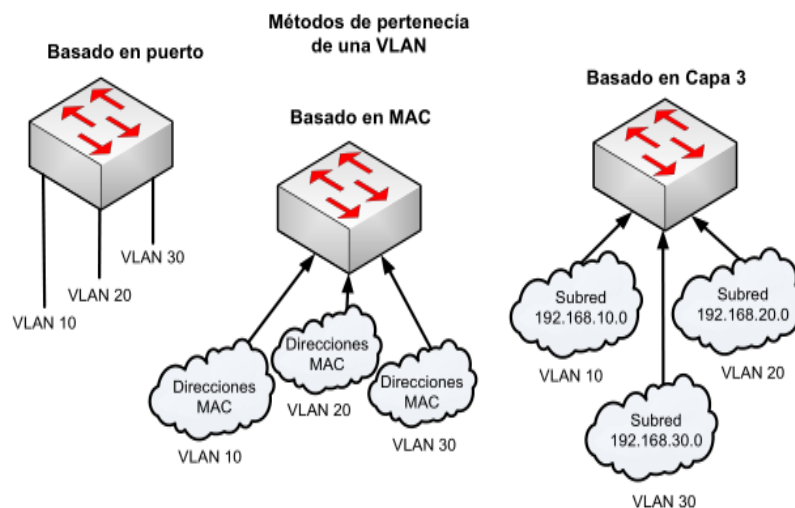 Métodos de pertenecía
de una VLAN
Basado en puerto
VLAN 10
VLAN 20
VLAN 30
Basado en MAC
Direcciones
MAC
VLAN 10
Direcciones
MAC
VLAN 20
Direcciones
MAC
VLAN 30
Basado en Capa 3
Subred
192.168.10.0
VLAN 10
Subred
192.168.20.0
VLAN 20
Subred
192.168.30.0
VLAN 30